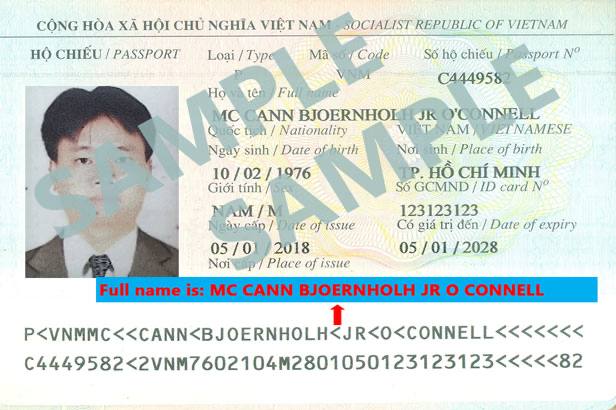 CỘNG HÒA XÃ HỘI CHỦ NGHĨA VIỆT NAM - SOCIALIST REPUBLIC OF VIETNAM
HỘ CHIẾU / PASSPORT Loại / Type Mã số / Code Số hộ chiếu / Passport Nº
P VNM C4449582
Họ và tên / Full name
MC CANN BJOERNHOLH JR O'CONNELL
Quốc tịch / Nationality VIỆT NAM / VIETNAMESE
Ngày sinh / Date of birth Nơi sinh / Place of birth
10 / 02 / 1976 TP. HỒ CHÍ MINH
Giới tính / Sex Số GCMND / ID card Nº
NAM / M 123123123
Ngày cấp / Date of issue Có giá trị đến / Date of expiry
05 / 01 / 2018 05 / 01 / 2028
Nơi cấp / Place of issue
Full name is: MC CANN BJOERNHOLH JR O CONNELL
P<VNMMC<<CANN<BJOERNHOLH<JR<O<CONNELL<<<<<<<
C4449582<2VNM7602104M2801050123123123<<<<<82
SAMPLE
SAMPLE